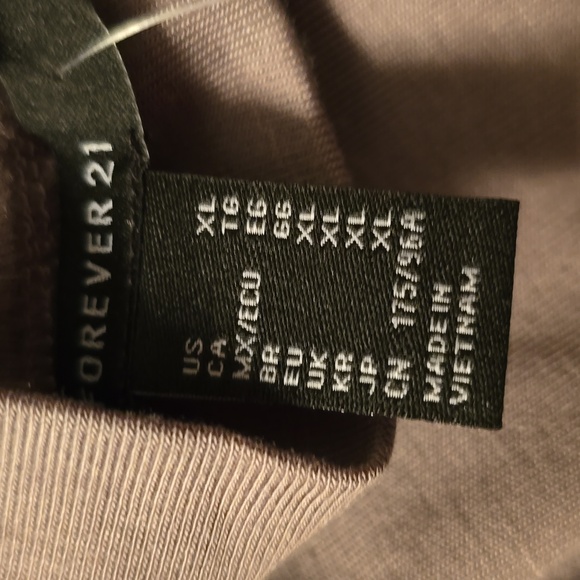 FOREVER 21
US XL
CA TG
MX/ECU EG
BR GG
EU XL
UK XL
KR XL
JP XL
CN 175/96A
MADE IN
VIETNAM